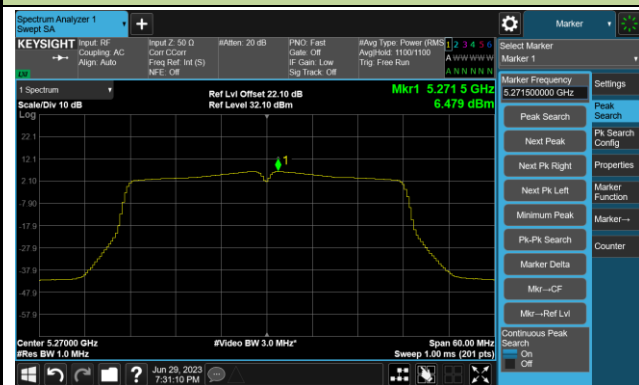 Spectrum Analyzer 1
Swept SA
Marker
KEYSIGHT Input: RF
Coupling: AC
Align: Auto
Input Z: 50 Ω
Corr CCorr
Freq Ref: Int (S)
NFE: Off
#Atten: 20 dB
PNO: Fast
Gate: Off
IF Gain: Low
Sig Track: Off
#Avg Type: Power (RMS
Avg|Hold: 1100/1100
Trig: Free Run
1 2 3 4 5 6
A W W W W W
A N N N N N
Select Marker
Marker 1
1 Spectrum
Scale/Div 10 dB
Log
Ref Lvl Offset 22.10 dB
Ref Level 32.10 dBm
Mkr1 5.271 5 GHz
6.479 dBm
22.1
12.1
2.10
-7.90
-17.9
-27.9
-37.9
-47.9
-57.9
1
Center 5.27000 GHz
#Res BW 1.0 MHz
#Video BW 3.0 MHz*
Span 60.00 MHz
Sweep 1.00 ms (201 pts)
Marker Frequency
5.271500000 GHz
Peak Search
Next Peak
Next Pk Right
Next Pk Left
Minimum Peak
Pk-Pk Search
Marker Delta
Mkr→CF
Mkr→Ref Lvl
Continuous Peak
Search
On
Off
Settings
Peak
Search
Pk Search
Config
Properties
Marker
Function
Marker→
Counter
Jun 29, 2023
7:31:10 PM